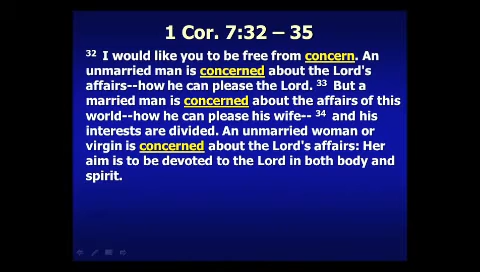 1 Cor. 7:32 – 35
32 I would like you to be free from concern. An
unmarried man is concerned about the Lord's
affairs--how he can please the Lord. 33 But a
married man is concerned about the affairs of this
world--how he can please his wife-- 34 and his
interests are divided. An unmarried woman or
virgin is concerned about the Lord's affairs: Her
aim is to be devoted to the Lord in both body and
spirit.